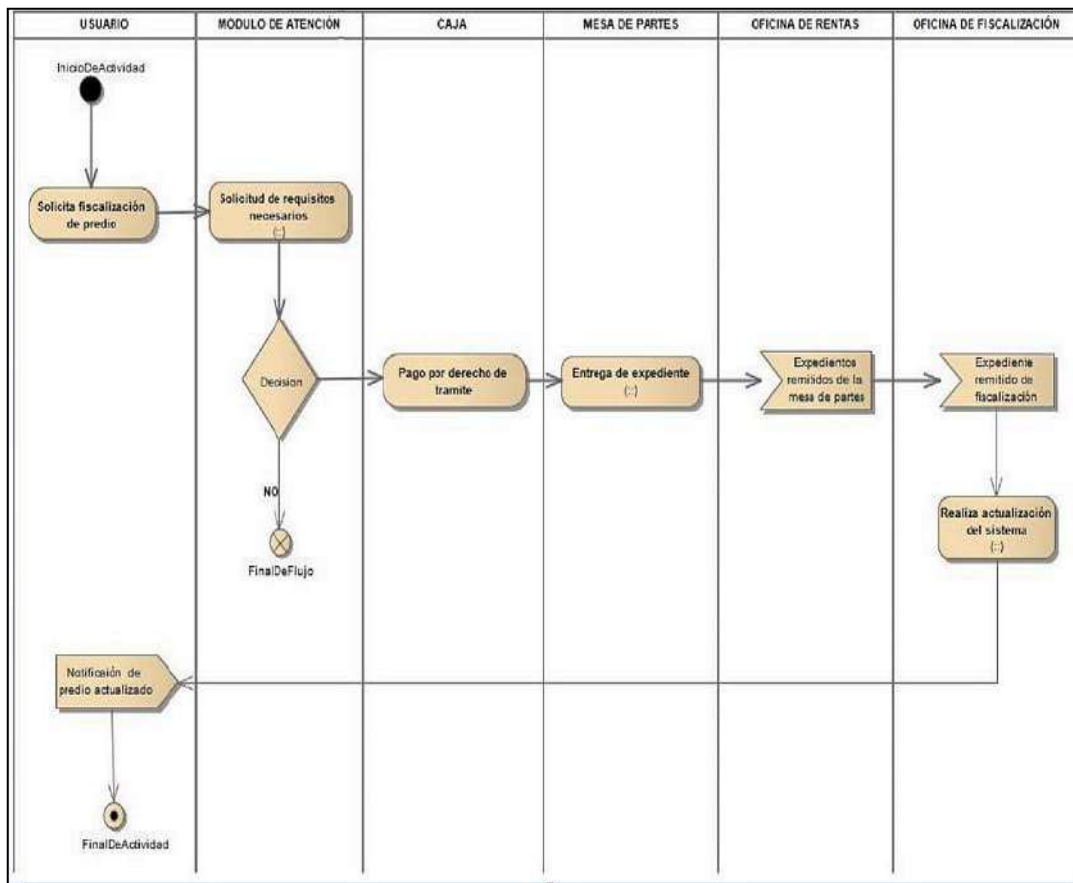 USUARIO
MODULO DE ATENCIÓN
CAJA
MESA DE PARTES
OFICINA DE RENTAS
OFICINA DE FISCALIZACIÓN
InicioDeActividad
Solicita fiscalización
de predio
Solicitud de requisitos
necesarios
(::)
Decision
Pago por derecho de
tramite
Entrega de expediente
(::)
Expedientos
remitidos de la
mesa de partes
Expediente
remitido de
fiscalización
NO
FinalDeFlujo
Realiza actualización
del sistema
(::)
Notificaión de
predio actualizado
FinalDeActividad